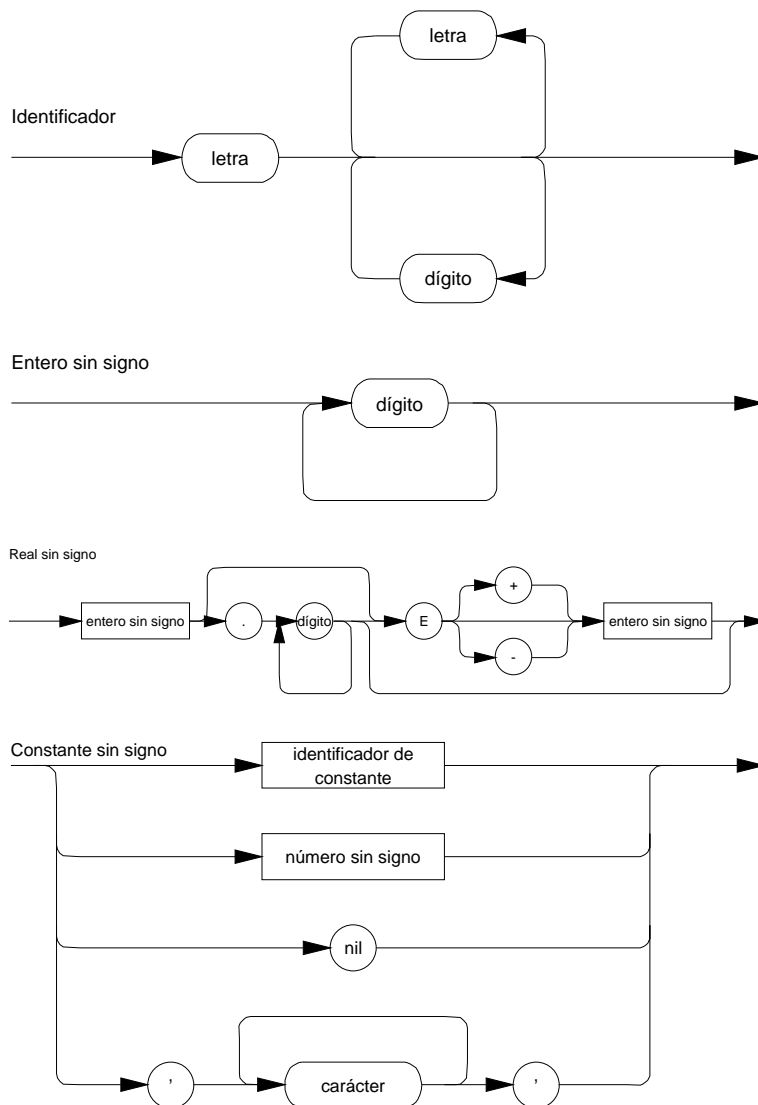 letra
Identificador
letra
dígito
Entero sin signo
dígito
Real sin signo
+
entero sin signo
.
dígito
E
entero sin signo
-
Constante sin signo
identificador de
constante
número sin signo
nil
’
carácter
’